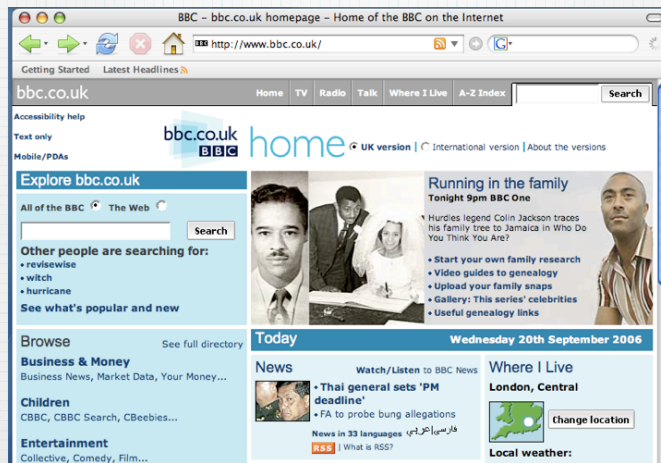 BBC - bbc.co.uk homepage - Home of the BBC on the Internet
BBC http://www.bbc.co.uk/
G
Getting Started Latest Headlines
bbc.co.uk Home TV Radio Talk Where I Live A-Z Index Search
Accessibility help
Text only
Mobile/PDAs
bbc.co.uk
BBC
home
UK version | International version | About the versions
Explore bbc.co.uk
All of the BBC The Web
Search
Other people are searching for:
• revisewise
• witch
• hurricane
See what's popular and new
Running in the family
Tonight 9pm BBC One
Hurdles legend Colin Jackson traces
his family tree to Jamaica in Who Do
You Think You Are?
• Start your own family research
• Video guides to genealogy
• Upload your family snaps
• Gallery: This series' celebrities
• Useful genealogy links
Browse See full directory
Business & Money
Business News, Market Data, Your Money...
Children
CBBC, CBBC Search, CBeebies...
Entertainment
Collective, Comedy, Film...
Today Wednesday 20th September 2006
News Watch/Listen to BBC News
• Thai general sets 'PM
deadline'
• FA to probe bung allegations
News in 33 languages فارسی|عربي
RSS | What is RSS?
Where I Live
London, Central
Change location
Local weather: